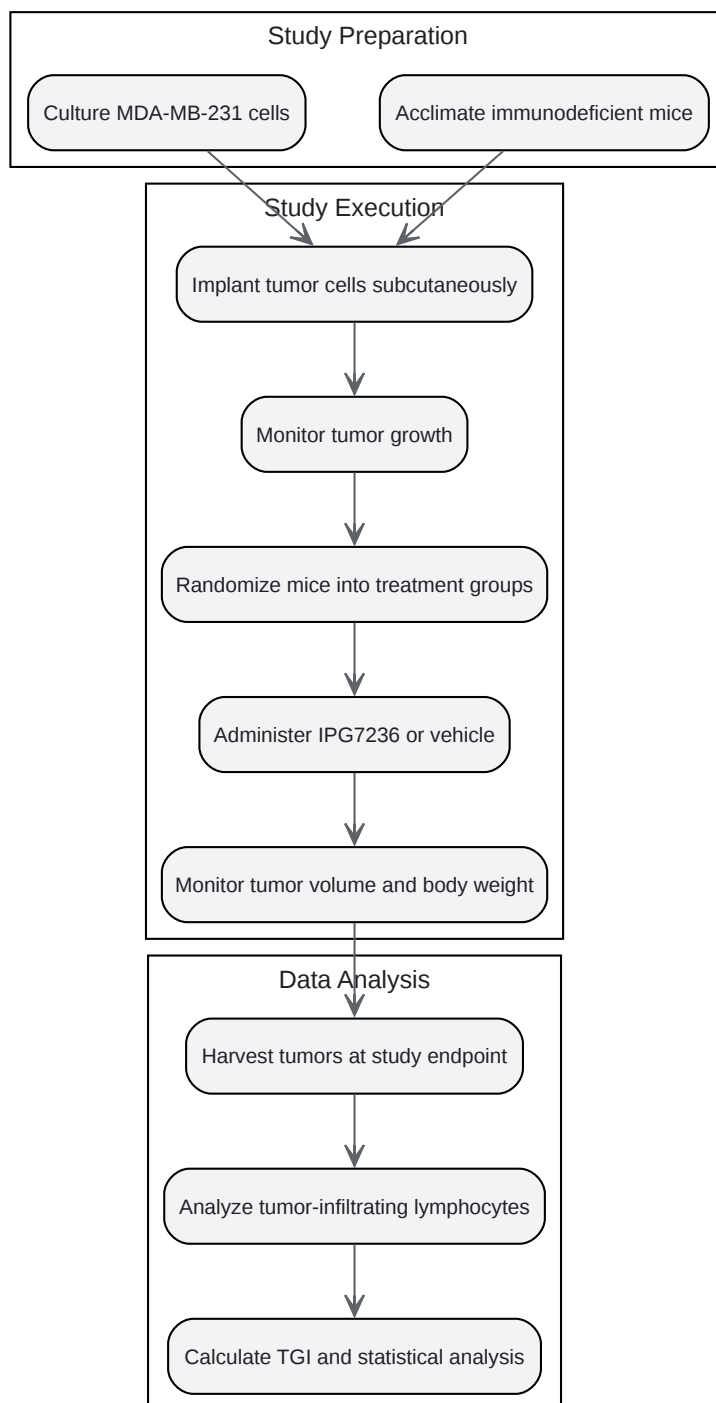 Study Preparation
Culture MDA-MB-231 cells
Acclimate immunodeficient mice
Study Execution
Implant tumor cells subcutaneously
Monitor tumor growth
Randomize mice into treatment groups
Administer IPG7236 or vehicle
Monitor tumor volume and body weight
Data Analysis
Harvest tumors at study endpoint
Analyze tumor-infiltrating lymphocytes
Calculate TGI and statistical analysis